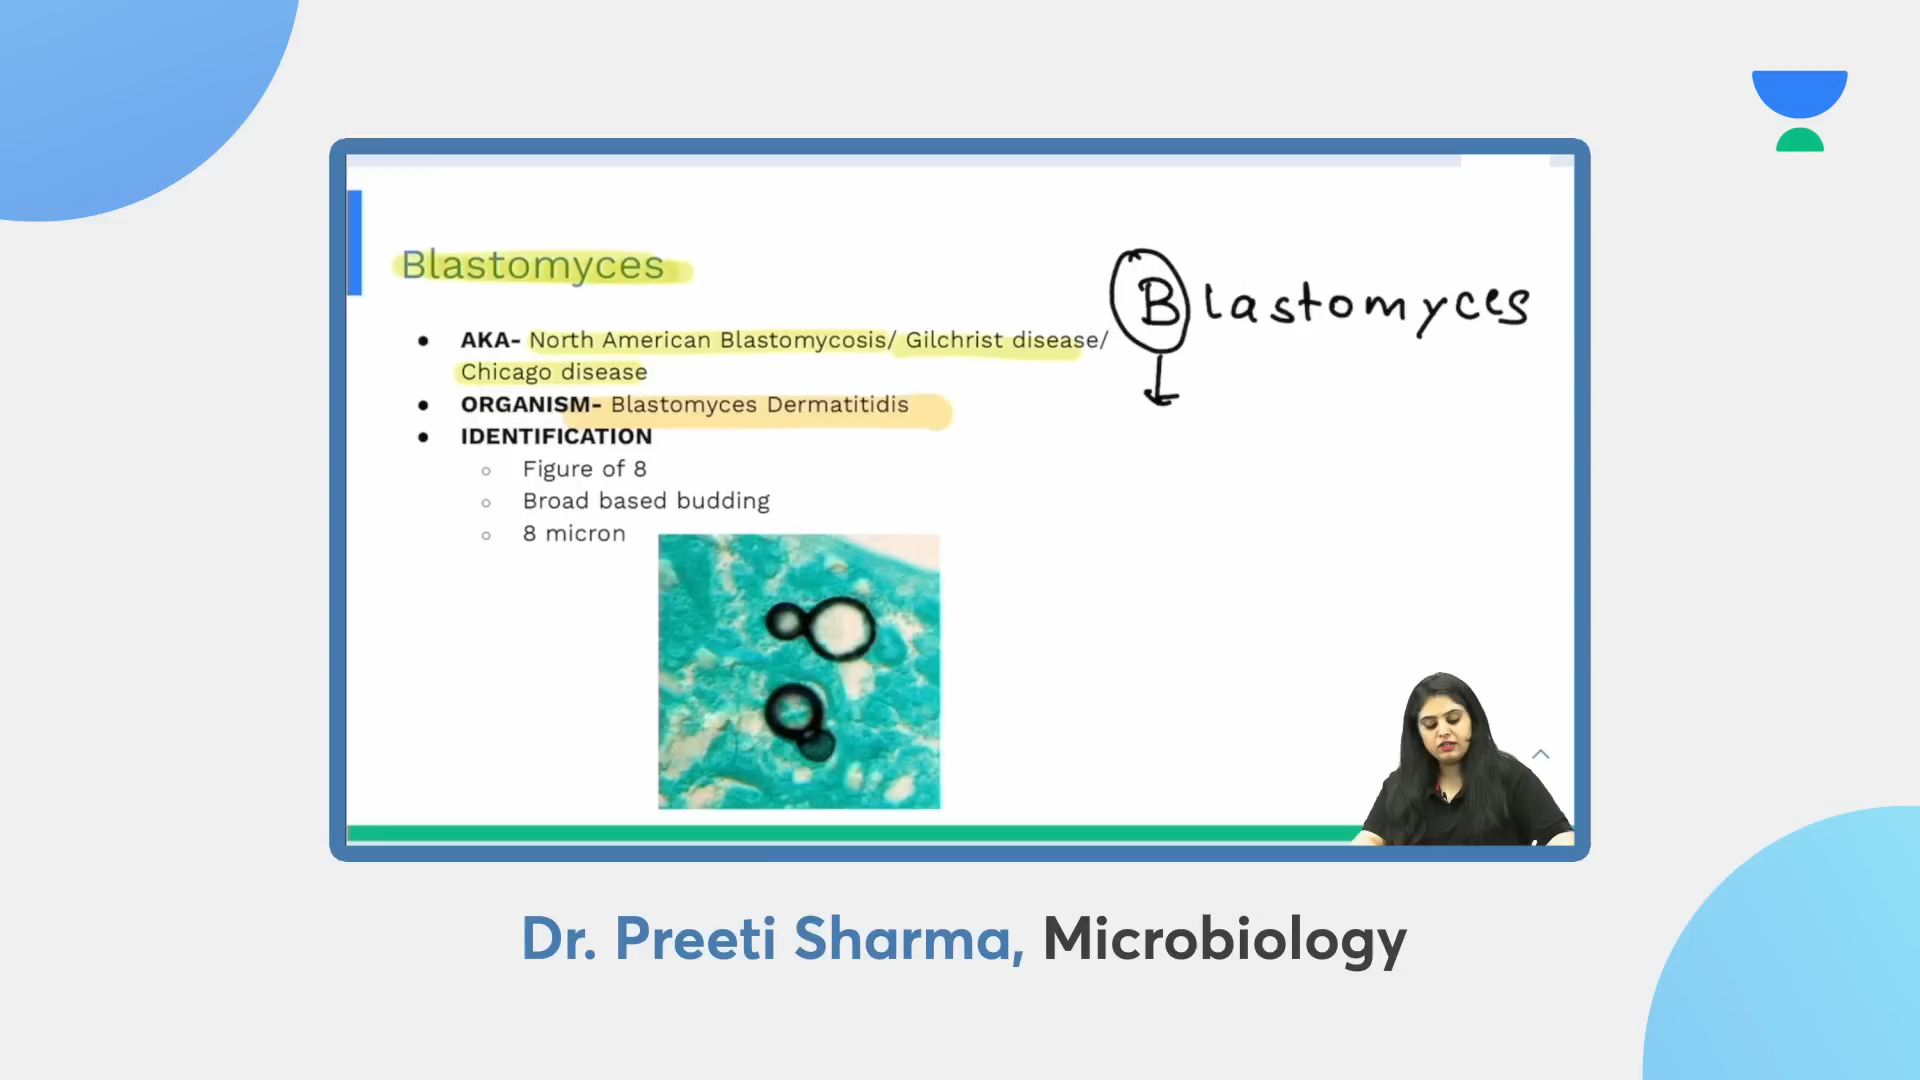 Blastomyces
Blastomyces
● AKA- North American Blastomycosis/ Gilchrist disease/
Chicago disease
● ORGANISM- Blastomyces Dermatitidis
● IDENTIFICATION
○ Figure of 8
○ Broad based budding
○ 8 micron
Dr. Preeti Sharma, Microbiology